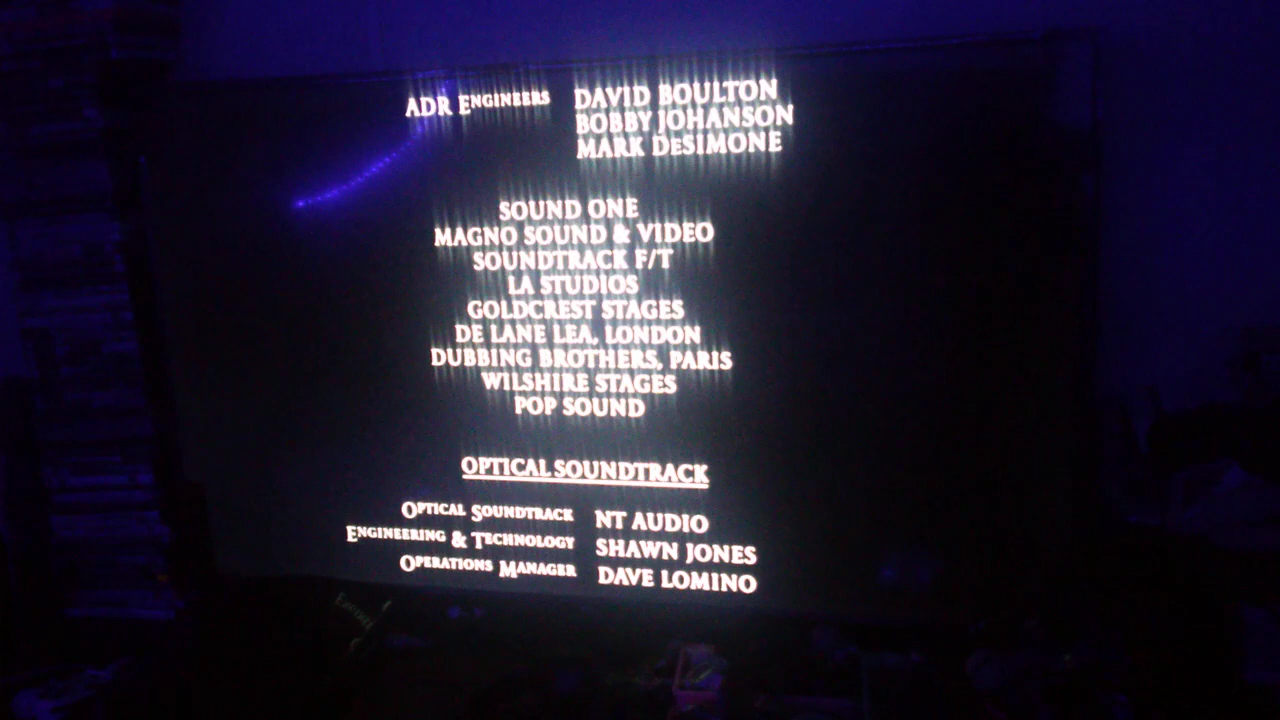 ADR ENGINEERS DAVID BOULTON
BOBBY JOHANSON
MARK DeSIMONE
SOUND ONE
MAGNO SOUND & VIDEO
SOUNDTRACK F/T
LA STUDIOS
GOLDCREST STAGES
DE LANE LEA, LONDON
DUBBING BROTHERS, PARIS
WILSHIRE STAGES
POP SOUND
OPTICAL SOUNDTRACK
OPTICAL SOUNDTRACK NT AUDIO
ENGINEERING & TECHNOLOGY SHAWN JONES
OPERATIONS MANAGER DAVE LOMINO